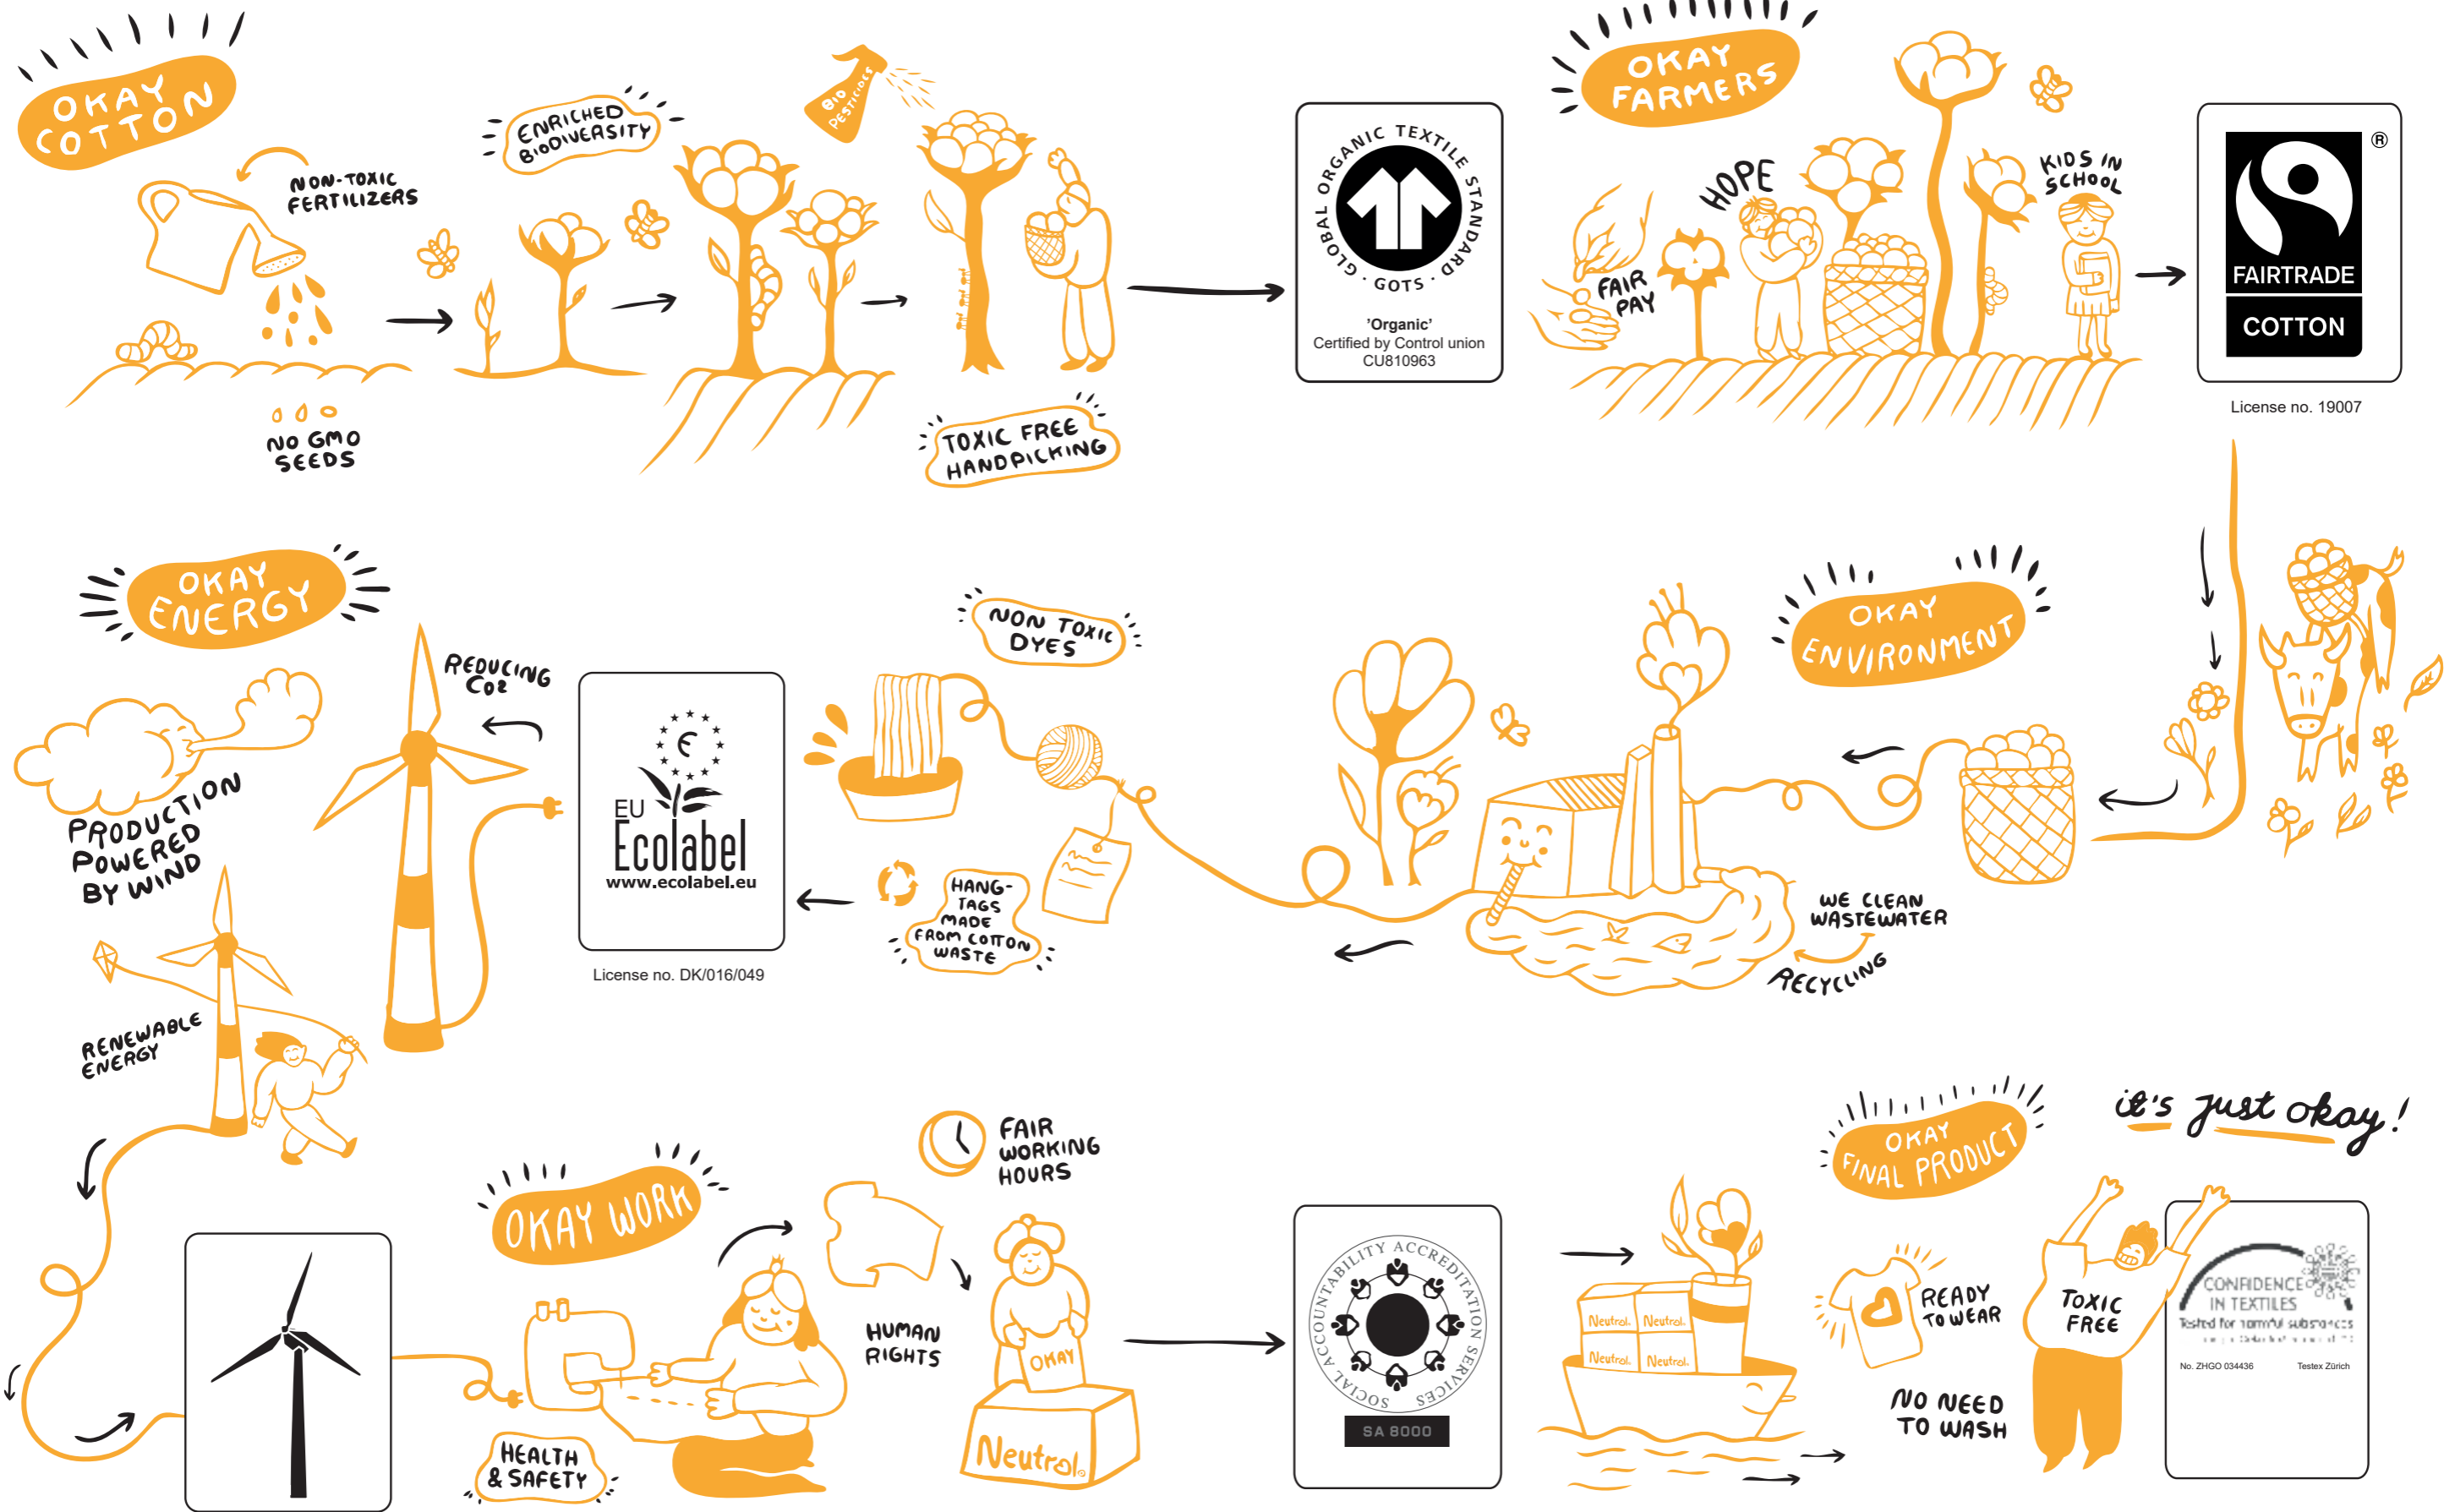 OKAY
COTTON
NON-TOXIC
FERTILIZERS
NO GMO
SEEDS
ENRICHED
BIODIVERSITY
BIO
PESTICIDES
TOXIC FREE
HANDPICKING
GLOBAL ORGANIC TEXTILE STANDARD
· GOTS ·
'Organic'
Certified by Control union
CU810963
OKAY
FARMERS
FAIR
PAY
HOPE
KIDS IN
SCHOOL
®
FAIRTRADE
COTTON
License no. 19007
OKAY
ENVIRONMENT
WE CLEAN
WASTEWATER
RECYCLING
NON TOXIC
DYES
HANG-
TAGS
MADE
FROM COTTON
WASTE
EU
Ecolabel
www.ecolabel.eu
License no. DK/016/049
OKAY
ENERGY
REDUCING
CO2
PRODUCTION
POWERED
BY WIND
RENEWABLE
ENERGY
OKAY WORK
HEALTH
& SAFETY
HUMAN
RIGHTS
FAIR
WORKING
HOURS
OKAY
Neutral®
SOCIAL ACCOUNTABILITY ACCREDITATION SERVICES
SA 8000
Neutral. Neutral.
Neutral. Neutral.
OKAY
FINAL PRODUCT
READY
TO WEAR
NO NEED
TO WASH
it's just okay!
TOXIC
FREE
CONFIDENCE
IN TEXTILES
Tested for harmful substances
No. ZHGO 034436 Testex Zürich